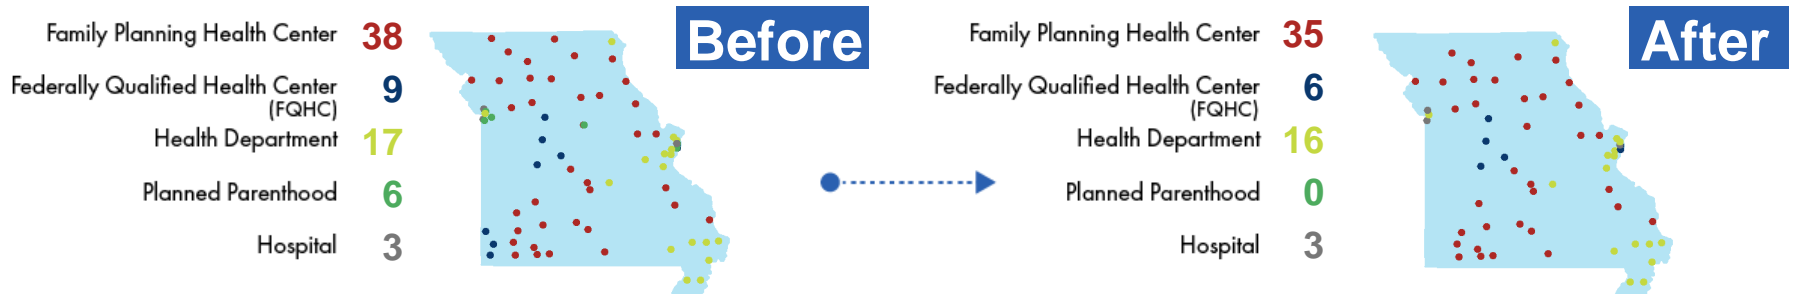 Before
Family Planning Health Center 38
Federally Qualified Health Center 9
(FQHC)
Health Department 17
Planned Parenthood 6
Hospital 3
After
Family Planning Health Center 35
Federally Qualified Health Center 6
(FQHC)
Health Department 16
Planned Parenthood 0
Hospital 3